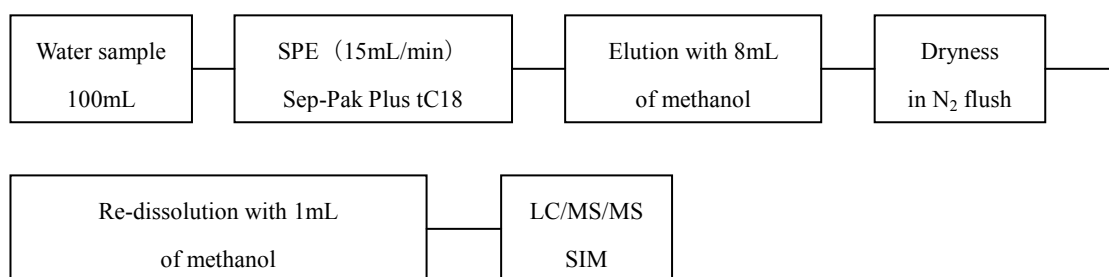 Water sample
100mL
SPE（15mL/min）
Sep-Pak Plus tC18
Elution with 8mL
of methanol
Dryness
in N₂ flush
Re-dissolution with 1mL
of methanol
LC/MS/MS
SIM